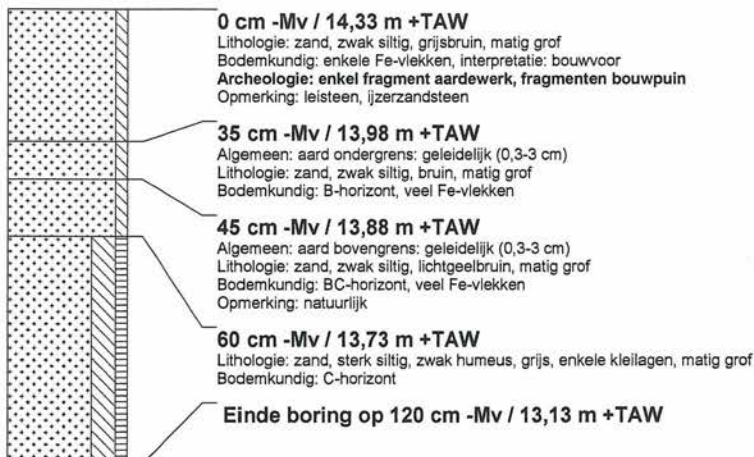 0 cm -Mv / 14,33 m +TAW
Lithologie: zand, zwak siltig, grijsbruin, matig grof
Bodemkundig: enkele Fe-vlekken, interpretatie: bouwvoor
Archeologie: enkel fragment aardewerk, fragmenten bouwpuin
Opmerking: leisteen, ijzerzandsteen
35 cm -Mv / 13,98 m +TAW
Algemeen: aard ondergrens: geleidelijk (0,3-3 cm)
Lithologie: zand, zwak siltig, bruin, matig grof
Bodemkundig: B-horizont, veel Fe-vlekken
45 cm -Mv / 13,88 m +TAW
Algemeen: aard bovengrens: geleidelijk (0,3-3 cm)
Lithologie: zand, zwak siltig, lichtgeelbruin, matig grof
Bodemkundig: BC-horizont, veel Fe-vlekken
Opmerking: natuurlijk
60 cm -Mv / 13,73 m +TAW
Lithologie: zand, sterk siltig, zwak humeus, grijs, enkele kleilagen, matig grof
Bodemkundig: C-horizont
Einde boring op 120 cm -Mv / 13,13 m +TAW